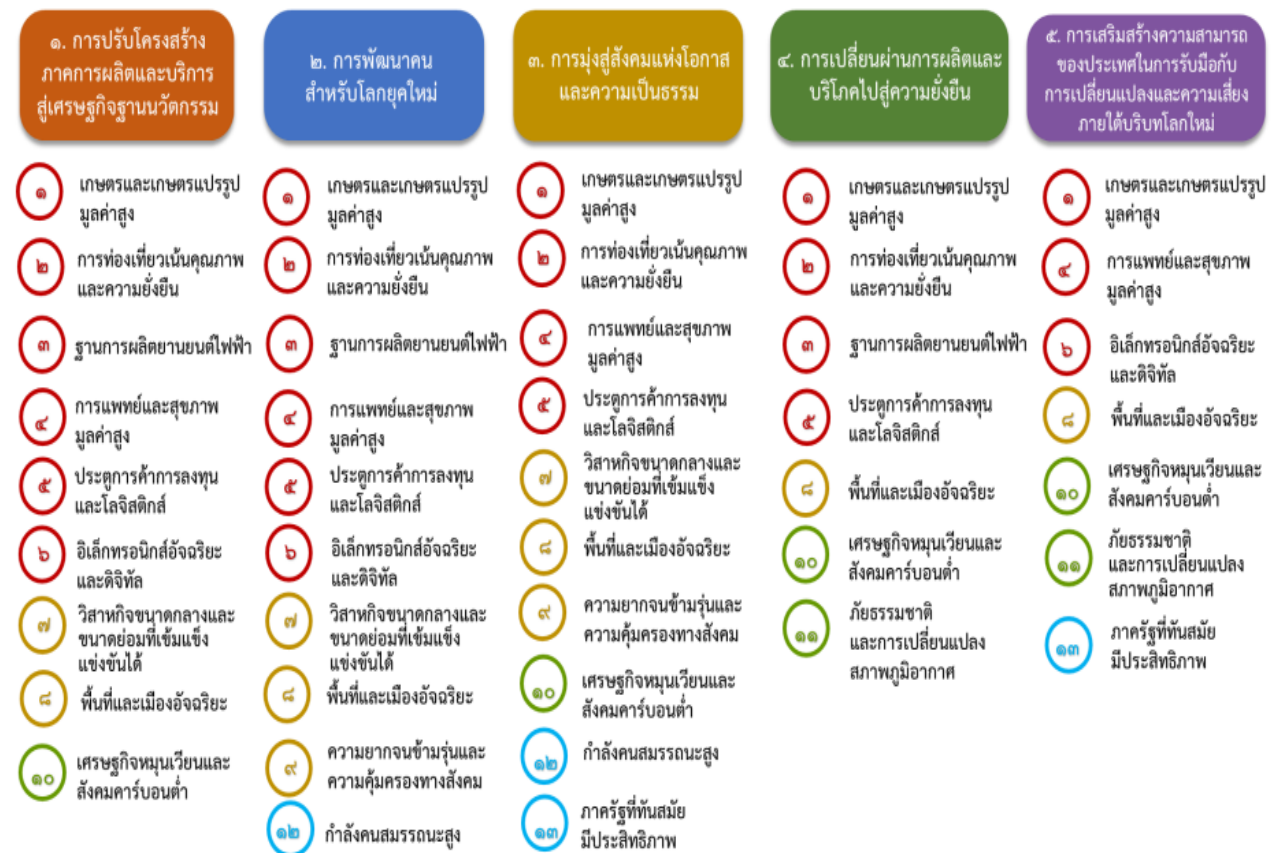 ๑. การปรับโครงสร้าง
ภาคการผลิตและบริการ
สู่เศรษฐกิจฐานนวัตกรรม
๑
เกษตรและเกษตรแปรรูป
มูลค่าสูง
๒
การท่องเที่ยวเน้นคุณภาพ
และความยั่งยืน
๓
ฐานการผลิตยานยนต์ไฟฟ้า
๔
การแพทย์และสุขภาพ
มูลค่าสูง
๕
ประตูการค้าการลงทุน
และโลจิสติกส์
๖
อิเล็กทรอนิกส์อัจฉริยะ
และดิจิทัล
๗
วิสาหกิจขนาดกลางและ
ขนาดย่อมที่เข้มแข็ง
แข่งขันได้
๘
พื้นที่และเมืองอัจฉริยะ
๑๐
เศรษฐกิจหมุนเวียนและ
สังคมคาร์บอนต่ำ
๒. การพัฒนาคน
สำหรับโลกยุคใหม่
๑
เกษตรและเกษตรแปรรูป
มูลค่าสูง
๒
การท่องเที่ยวเน้นคุณภาพ
และความยั่งยืน
๓
ฐานการผลิตยานยนต์ไฟฟ้า
๔
การแพทย์และสุขภาพ
มูลค่าสูง
๕
ประตูการค้าการลงทุน
และโลจิสติกส์
๖
อิเล็กทรอนิกส์อัจฉริยะ
และดิจิทัล
๗
วิสาหกิจขนาดกลางและ
ขนาดย่อมที่เข้มแข็ง
แข่งขันได้
๘
พื้นที่และเมืองอัจฉริยะ
๙
ความยากจนข้ามรุ่นและ
ความคุ้มครองทางสังคม
๑๒
กำลังคนสมรรถนะสูง
๓. การมุ่งสู่สังคมแห่งโอกาส
และความเป็นธรรม
๑
เกษตรและเกษตรแปรรูป
มูลค่าสูง
๒
การท่องเที่ยวเน้นคุณภาพ
และความยั่งยืน
๔
การแพทย์และสุขภาพ
มูลค่าสูง
๕
ประตูการค้าการลงทุน
และโลจิสติกส์
๗
วิสาหกิจขนาดกลางและ
ขนาดย่อมที่เข้มแข็ง
แข่งขันได้
๘
พื้นที่และเมืองอัจฉริยะ
๙
ความยากจนข้ามรุ่นและ
ความคุ้มครองทางสังคม
๑๐
เศรษฐกิจหมุนเวียนและ
สังคมคาร์บอนต่ำ
๑๒
กำลังคนสมรรถนะสูง
๑๓
ภาครัฐที่ทันสมัย
มีประสิทธิภาพ
๔. การเปลี่ยนผ่านการผลิตและ
บริโภคไปสู่ความยั่งยืน
๑
เกษตรและเกษตรแปรรูป
มูลค่าสูง
๒
การท่องเที่ยวเน้นคุณภาพ
และความยั่งยืน
๓
ฐานการผลิตยานยนต์ไฟฟ้า
๕
ประตูการค้าการลงทุน
และโลจิสติกส์
๘
พื้นที่และเมืองอัจฉริยะ
๑๐
เศรษฐกิจหมุนเวียนและ
สังคมคาร์บอนต่ำ
๑๑
ภัยธรรมชาติ
และการเปลี่ยนแปลง
สภาพภูมิอากาศ
๕. การเสริมสร้างความสามารถ
ของประเทศในการรับมือกับ
การเปลี่ยนแปลงและความเสี่ยง
ภายใต้บริบทโลกใหม่
๑
เกษตรและเกษตรแปรรูป
มูลค่าสูง
๔
การแพทย์และสุขภาพ
มูลค่าสูง
๖
อิเล็กทรอนิกส์อัจฉริยะ
และดิจิทัล
๘
พื้นที่และเมืองอัจฉริยะ
๑๐
เศรษฐกิจหมุนเวียนและ
สังคมคาร์บอนต่ำ
๑๑
ภัยธรรมชาติ
และการเปลี่ยนแปลง
สภาพภูมิอากาศ
๑๓
ภาครัฐที่ทันสมัย
มีประสิทธิภาพ